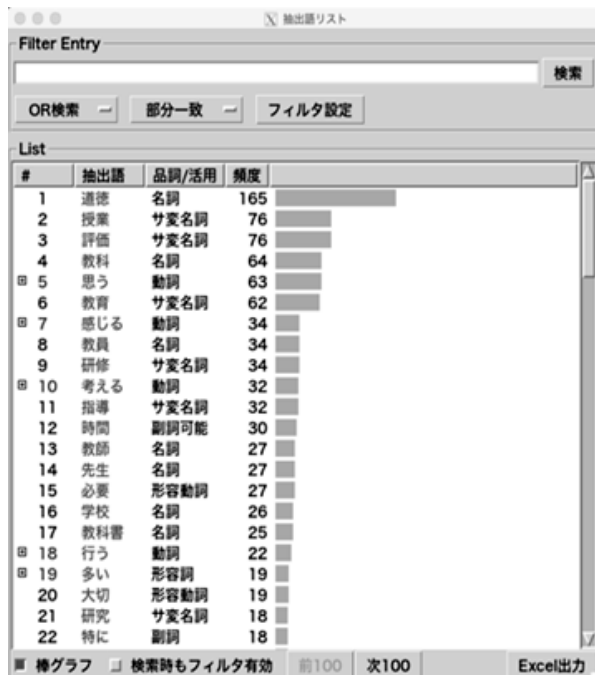 抽出語リスト
Filter Entry
検索
OR検索 部分一致 フィルタ設定
List
# 抽出語 品詞/活用 頻度
1 道徳 名詞 165
2 授業 サ変名詞 76
3 評価 サ変名詞 76
4 教科 名詞 64
5 思う 動詞 63
6 教育 サ変名詞 62
7 感じる 動詞 34
8 教員 名詞 34
9 研修 サ変名詞 34
10 考える 動詞 32
11 指導 サ変名詞 32
12 時間 副詞可能 30
13 教師 名詞 27
14 先生 名詞 27
15 必要 形容動詞 27
16 学校 名詞 26
17 教科書 名詞 25
18 行う 動詞 22
19 多い 形容詞 19
20 大切 形容動詞 19
21 研究 サ変名詞 18
22 特に 副詞 18
棒グラフ 検索時もフィルタ有効 前100 次100 Excel出力